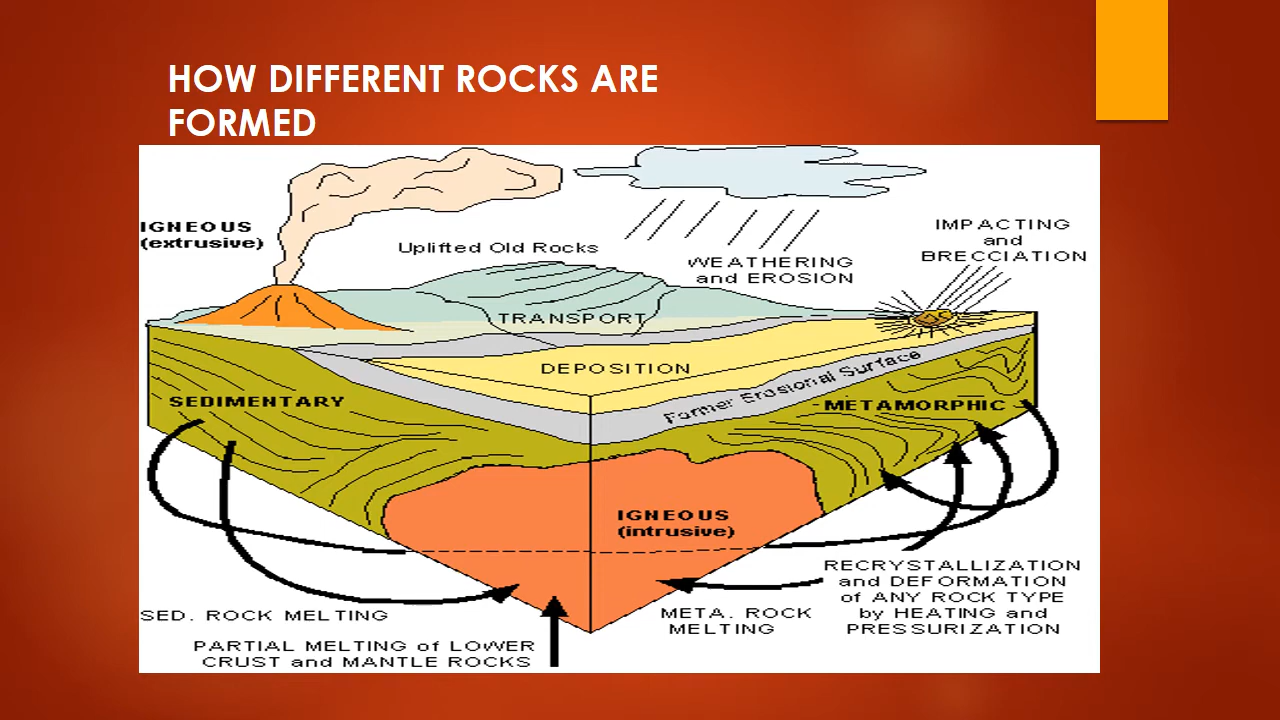 HOW DIFFERENT ROCKS ARE
FORMED
IGNEOUS
(extrusive)
Uplifted Old Rocks
WEATHERING
and EROSION
IMPACTING
and
BRECCIATION
TRANSPORT
DEPOSITION
Former Erosional Surface
SEDIMENTARY
METAMORPHIC
IGNEOUS
(intrusive)
SED. ROCK MELTING
PARTIAL MELTING of LOWER
CRUST and MANTLE ROCKS
META. ROCK
MELTING
RECRYSTALLIZATION
and DEFORMATION
of ANY ROCK TYPE
by HEATING and
PRESSURIZATION